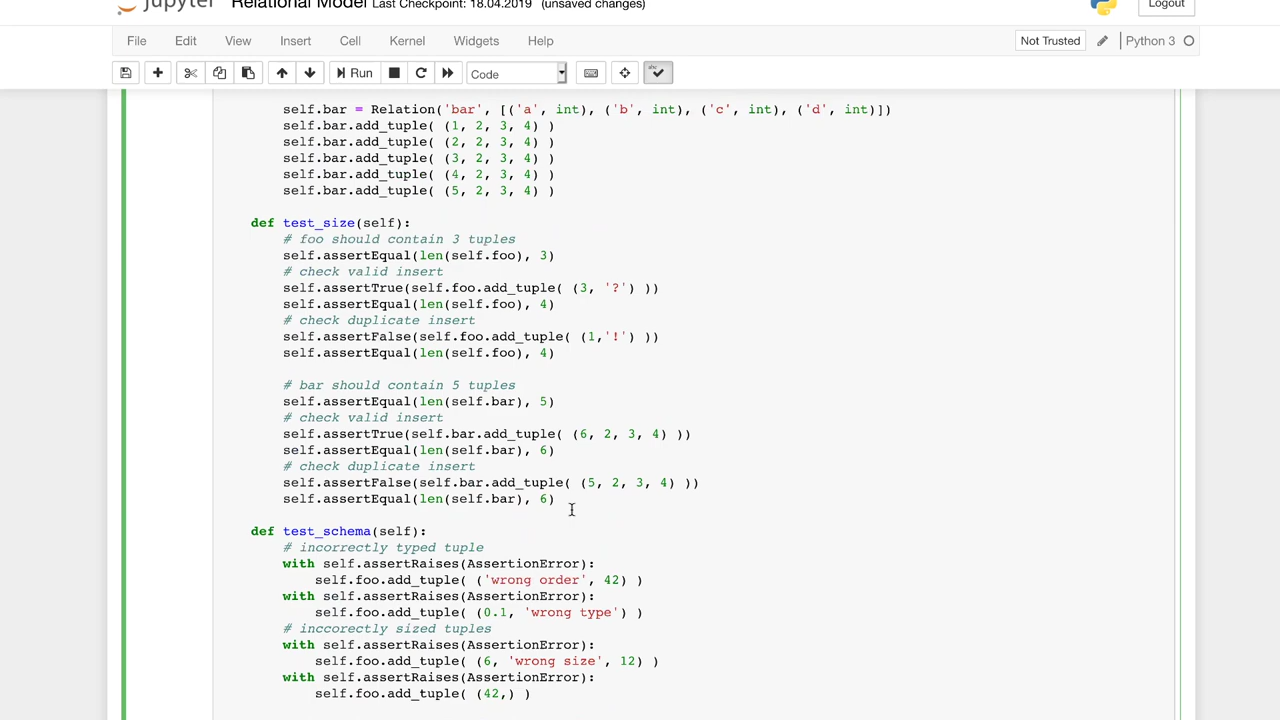 jupyter Relational Model Last Checkpoint: 18.04.2019 (unsaved changes) Logout
File Edit View Insert Cell Kernel Widgets Help Not Trusted Python 3
Run Code
self.bar = Relation('bar', [('a', int), ('b', int), ('c', int), ('d', int)])
self.bar.add_tuple( (1, 2, 3, 4) )
self.bar.add_tuple( (2, 2, 3, 4) )
self.bar.add_tuple( (3, 2, 3, 4) )
self.bar.add_tuple( (4, 2, 3, 4) )
self.bar.add_tuple( (5, 2, 3, 4) )
def test_size(self):
# foo should contain 3 tuples
self.assertEqual(len(self.foo), 3)
# check valid insert
self.assertTrue(self.foo.add_tuple( (3, '?') ))
self.assertEqual(len(self.foo), 4)
# check duplicate insert
self.assertFalse(self.foo.add_tuple( (1,'!') ))
self.assertEqual(len(self.foo), 4)
# bar should contain 5 tuples
self.assertEqual(len(self.bar), 5)
# check valid insert
self.assertTrue(self.bar.add_tuple( (6, 2, 3, 4) ))
self.assertEqual(len(self.bar), 6)
# check duplicate insert
self.assertFalse(self.bar.add_tuple( (5, 2, 3, 4) ))
self.assertEqual(len(self.bar), 6)
def test_schema(self):
# incorrectly typed tuple
with self.assertRaises(AssertionError):
self.foo.add_tuple( ('wrong order', 42) )
with self.assertRaises(AssertionError):
self.foo.add_tuple( (0.1, 'wrong type') )
# inccorectly sized tuples
with self.assertRaises(AssertionError):
self.foo.add_tuple( (6, 'wrong size', 12) )
with self.assertRaises(AssertionError):
self.foo.add_tuple( (42,) )